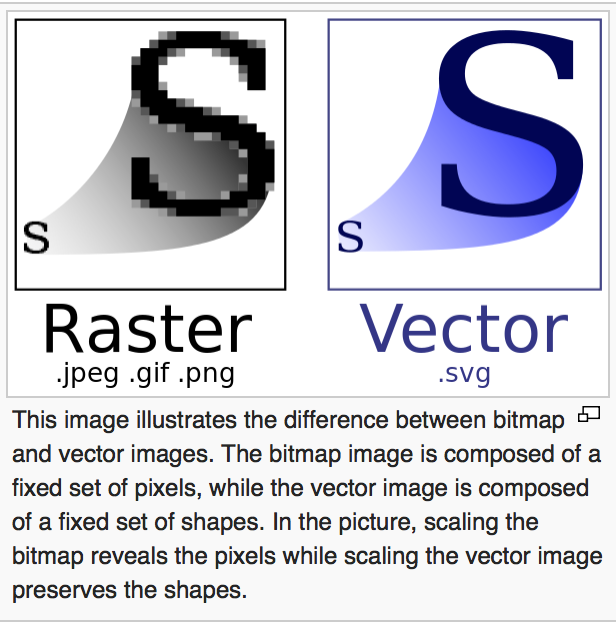 S
S
Raster
.jpeg .gif .png
S
S
Vector
.svg
This image illustrates the difference between bitmap
and vector images. The bitmap image is composed of a
fixed set of pixels, while the vector image is composed
of a fixed set of shapes. In the picture, scaling the
bitmap reveals the pixels while scaling the vector image
preserves the shapes.